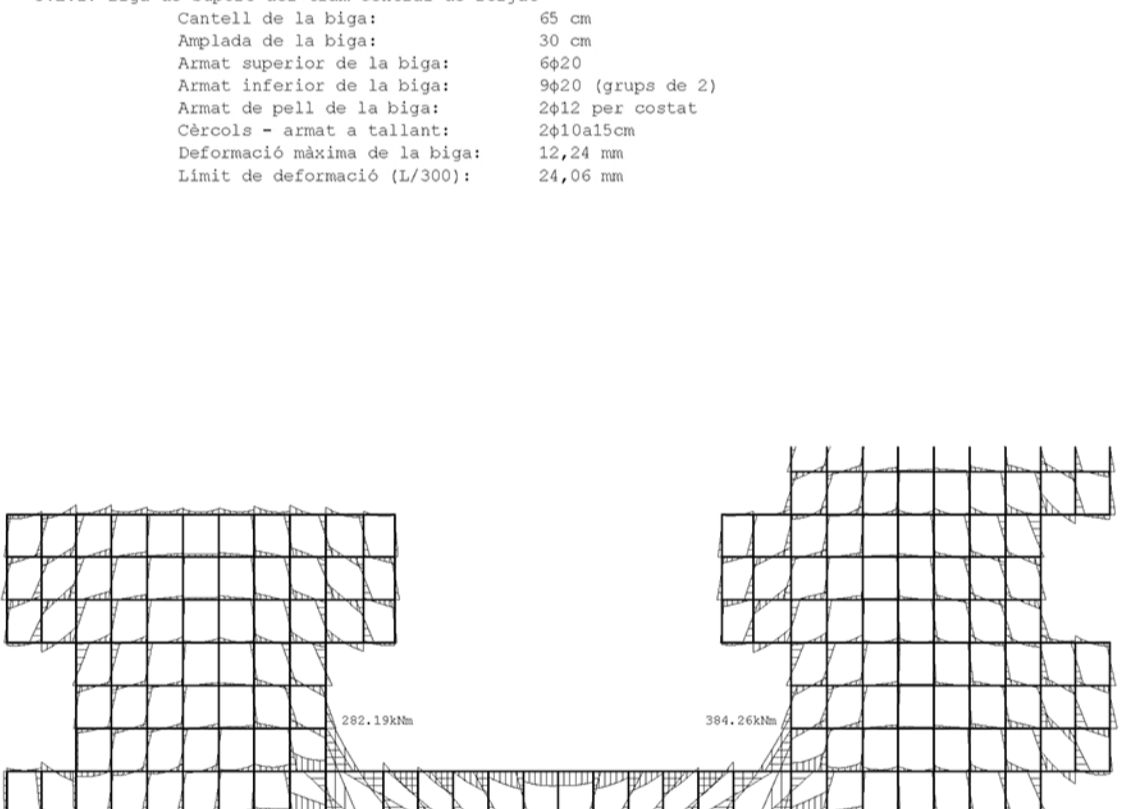 Cantell de la biga: 65 cm
Amplada de la biga: 30 cm
Armat superior de la biga: 6ϕ20
Armat inferior de la biga: 9ϕ20 (grups de 2)
Armat de pell de la biga: 2ϕ12 per costat
Cèrcols - armat a tallant: 2ϕ10a15cm
Deformació màxima de la biga: 12,24 mm
Límit de deformació (L/300): 24,06 mm
282.19kNm 384.26kNm